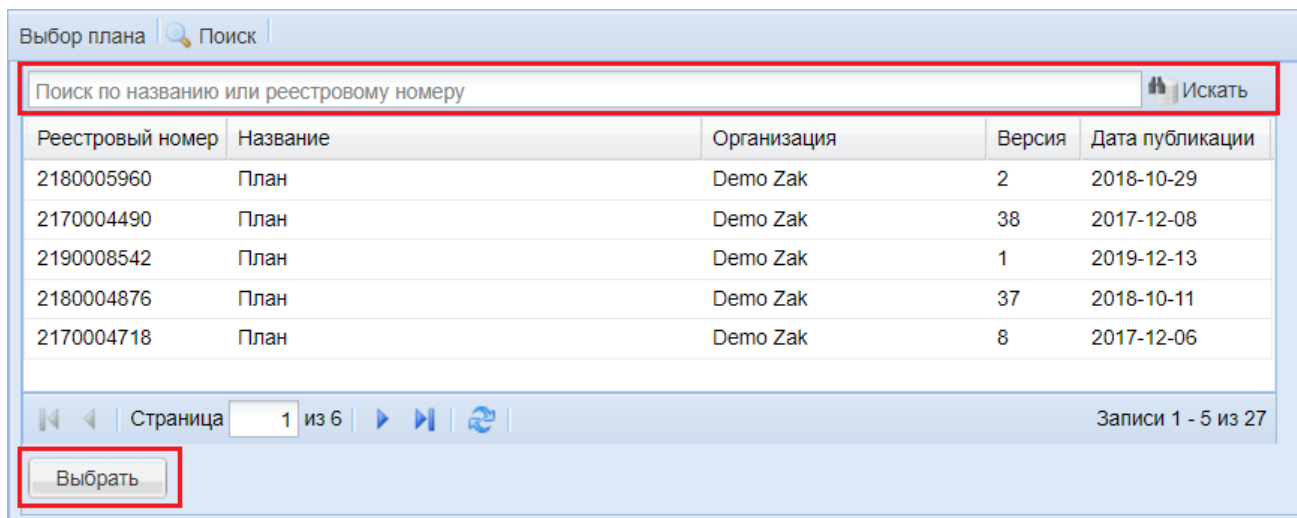 Выбор плана Поиск
Поиск по названию или реестровому номеру Искать
Реестровый номер Название Организация Версия Дата публикации
2180005960 План Demo Zak 2 2018-10-29
2170004490 План Demo Zak 38 2017-12-08
2190008542 План Demo Zak 1 2019-12-13
2180004876 План Demo Zak 37 2018-10-11
2170004718 План Demo Zak 8 2017-12-06
Страница 1 из 6 Записи 1 - 5 из 27
Выбрать